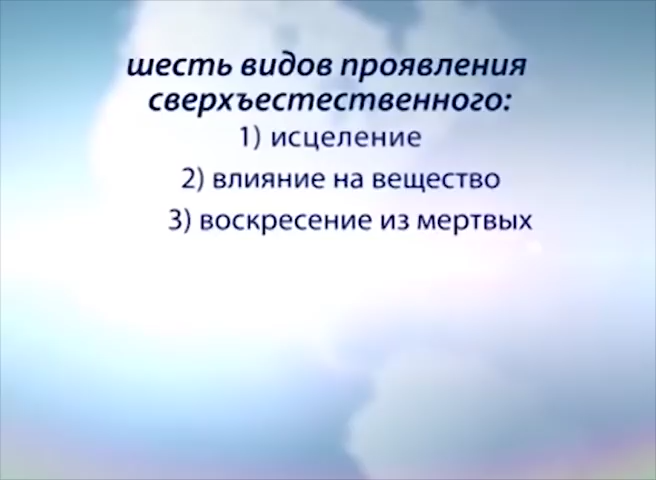 шесть видов проявления
сверхъестественного:
1) исцеление
2) влияние на вещество
3) воскресение из мертвых